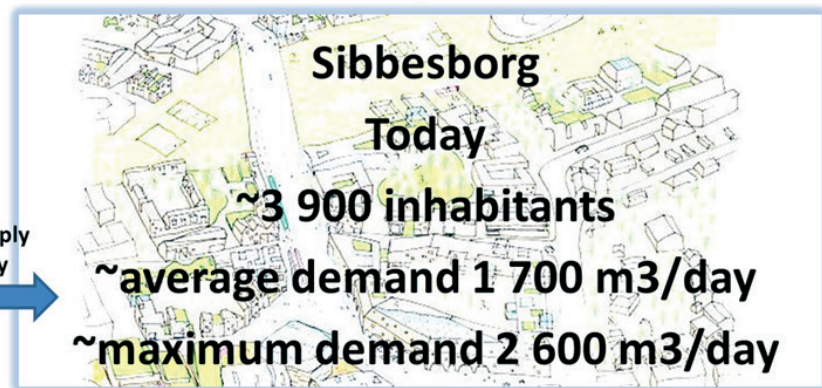 Sibbesborg
Today
~3 900 inhabitants
~average demand 1 700 m3/day
~maximum demand 2 600 m3/day